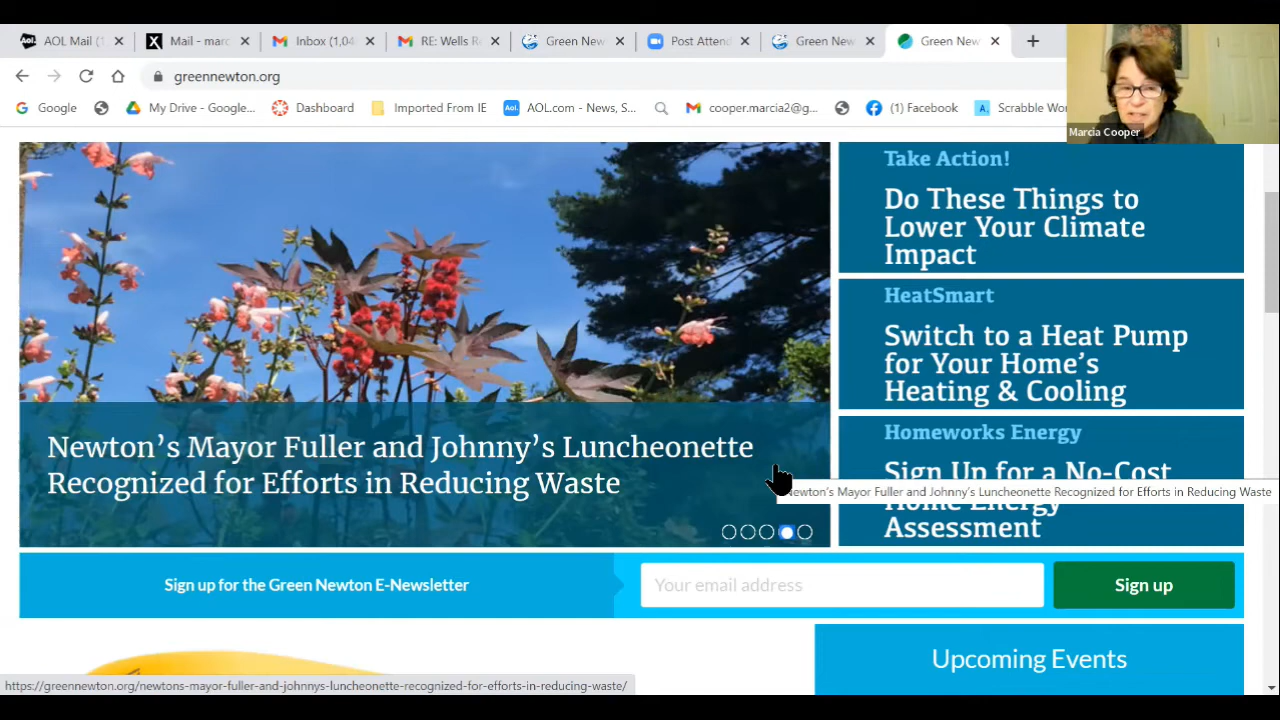 AOL Mail (
Mail - marc
Inbox (1,04
RE: Wells R
Green New
Post Attend
Green New
Green New
greennewton.org
Google
My Drive - Google...
Dashboard
Imported From IE
AOL.com - News, S...
cooper.marcia2@g...
(1) Facebook
Scrabble Wo
Marcia Cooper
Take Action!
Do These Things to
Lower Your Climate
Impact
HeatSmart
Switch to a Heat Pump
for Your Home's
Heating & Cooling
Homeworks Energy
Sign Up for a No-Cost
Home Energy
Assessment
Newton's Mayor Fuller and Johnny's Luncheonette
Recognized for Efforts in Reducing Waste
Newton's Mayor Fuller and Johnny's Luncheonette Recognized for Efforts in Reducing Waste
Sign up for the Green Newton E-Newsletter
Your email address
Sign up
Upcoming Events
https://greennewton.org/newtons-mayor-fuller-and-johnnys-luncheonette-recognized-for-efforts-in-reducing-waste/